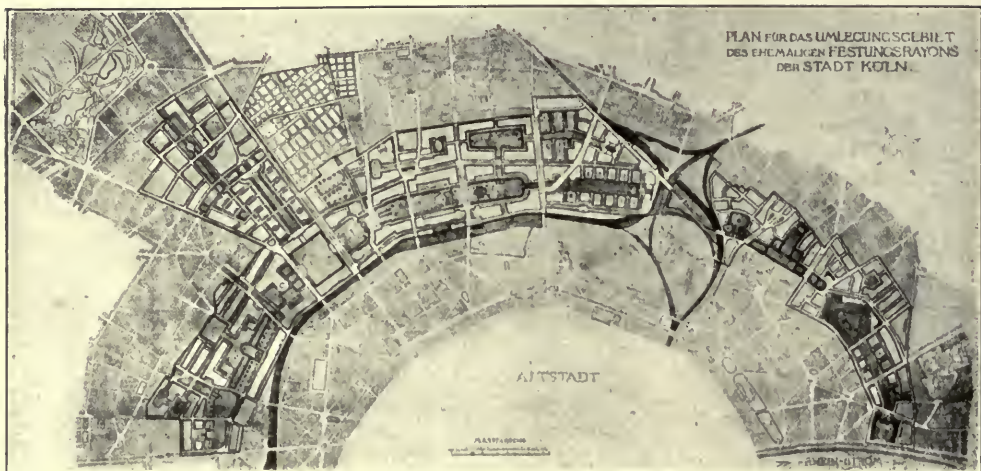 PLAN FÜR DAS UMLEGUNGSGEBIET
DES EHEMALIGEN FESTUNGSRAYONS
DER STADT KÖLN.
ALTSTADT
RHEIN-STROM